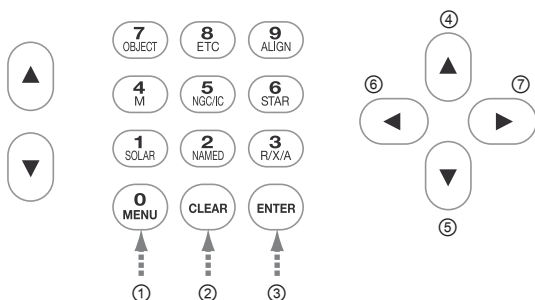 7 8 9
OBJECT ETC ALIGN
4 5 6
M NGC/IC STAR
1 2 3
SOLAR NAMED R/X/A
0
MENU CLEAR ENTER
① ② ③
④
⑥ ⑦
⑤